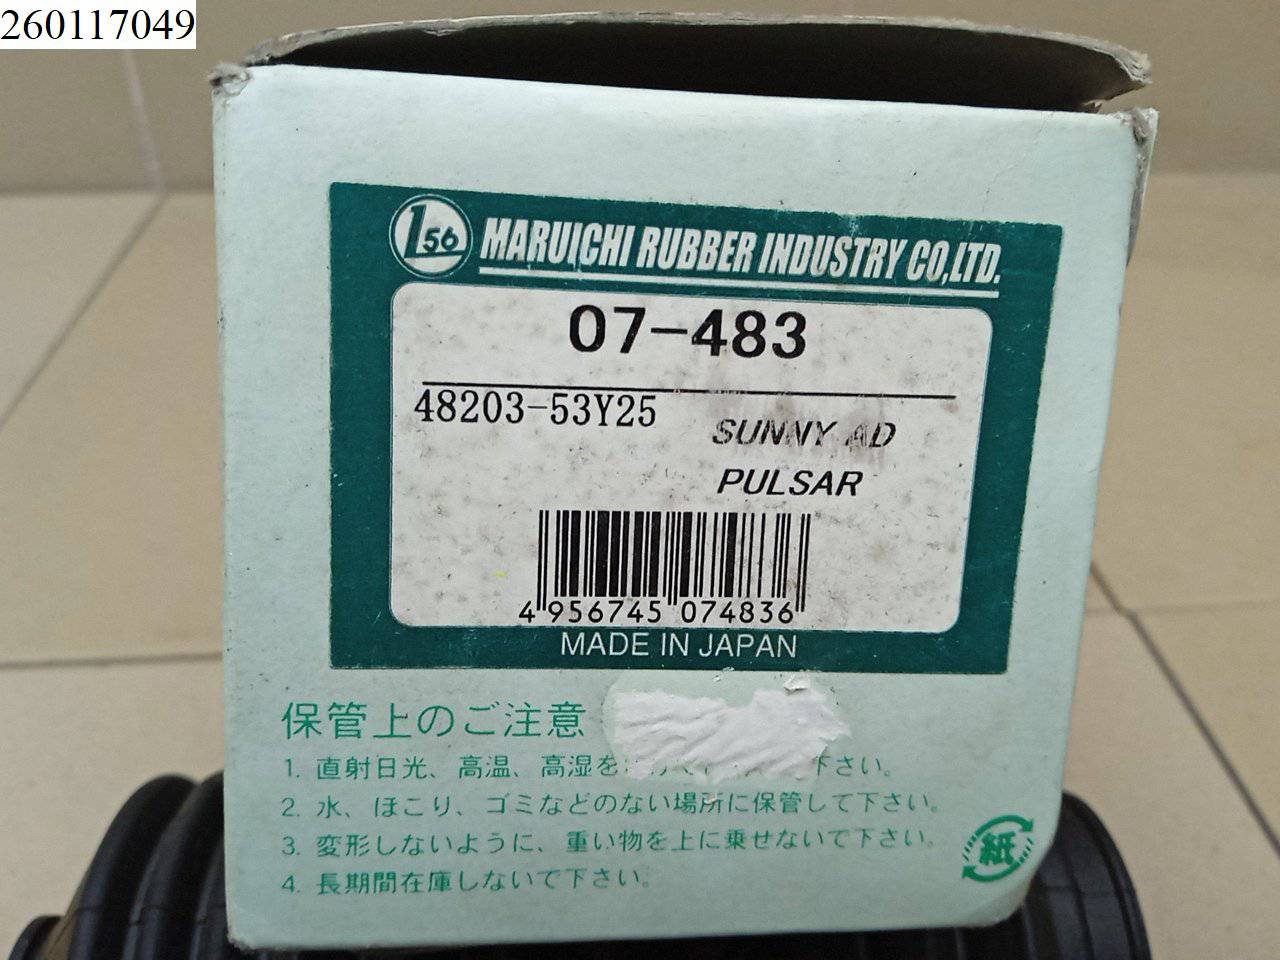 260117049
156 MARUICHI RUBBER INDUSTRY CO,LTD.
07-483
48203-53Y25
SUNNY AD
PULSAR
4 956745 074836
MADE IN JAPAN
保管上のご注意
1. 直射日光、高温、高湿を 下さい。
2. 水、ほこり、ゴミなどのない場所に保管して下さい。
3. 変形しないように、重い物を上に乗せないで下さい。
4. 長期間在庫しないで下さい。
紙